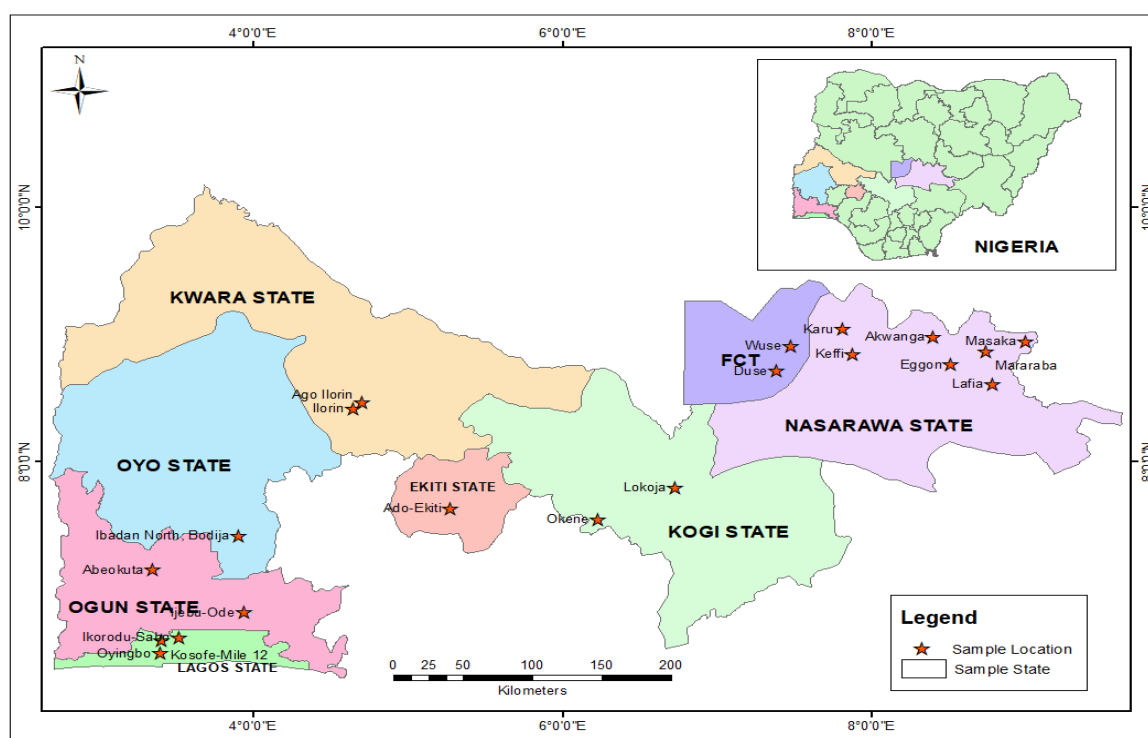 4°0'0"E 6°0'0"E 8°0'0"E
N
10°0'0"N 10°0'0"N
NIGERIA
KWARA STATE
Karu
Wuse
Akwanga
Masaka
FCT
Keffi
Eggon
Mararaba
Duse
Lafia
Ago Ilorin
Ilorin
NASARAWA STATE
8°0'0"N 8°0'0"N
OYO STATE
EKITI STATE
Lokoja
Ado-Ekiti
Okene
KOGI STATE
Ibadan North, Bodija
Abeokuta
OGUN STATE
Ijebu-Ode
Ikorodu-Sabo
Oyingbo
Kosofe-Mile 12
LAGOS STATE
0 25 50 100 150 200
Kilometers
Legend
Sample Location
Sample State
4°0'0"E 6°0'0"E 8°0'0"E